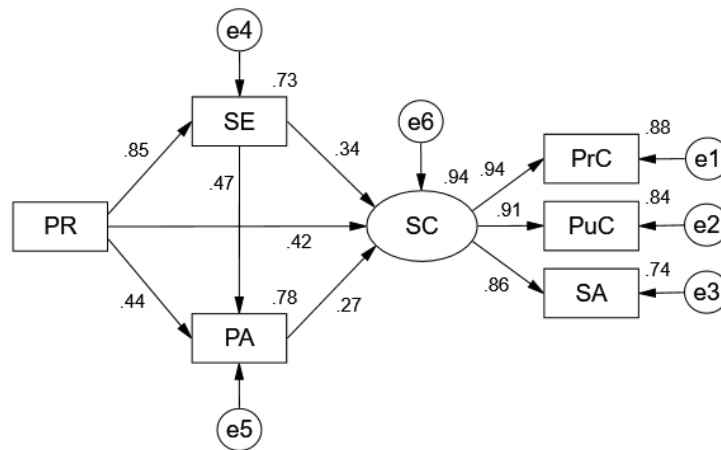 e4
.73
SE
e6
.88
.85
.34
PrC
e1
.94
.94
.47
.84
PR
SC
.91
PuC
e2
.42
.74
.44
.78
.86
SA
e3
.27
PA
e5